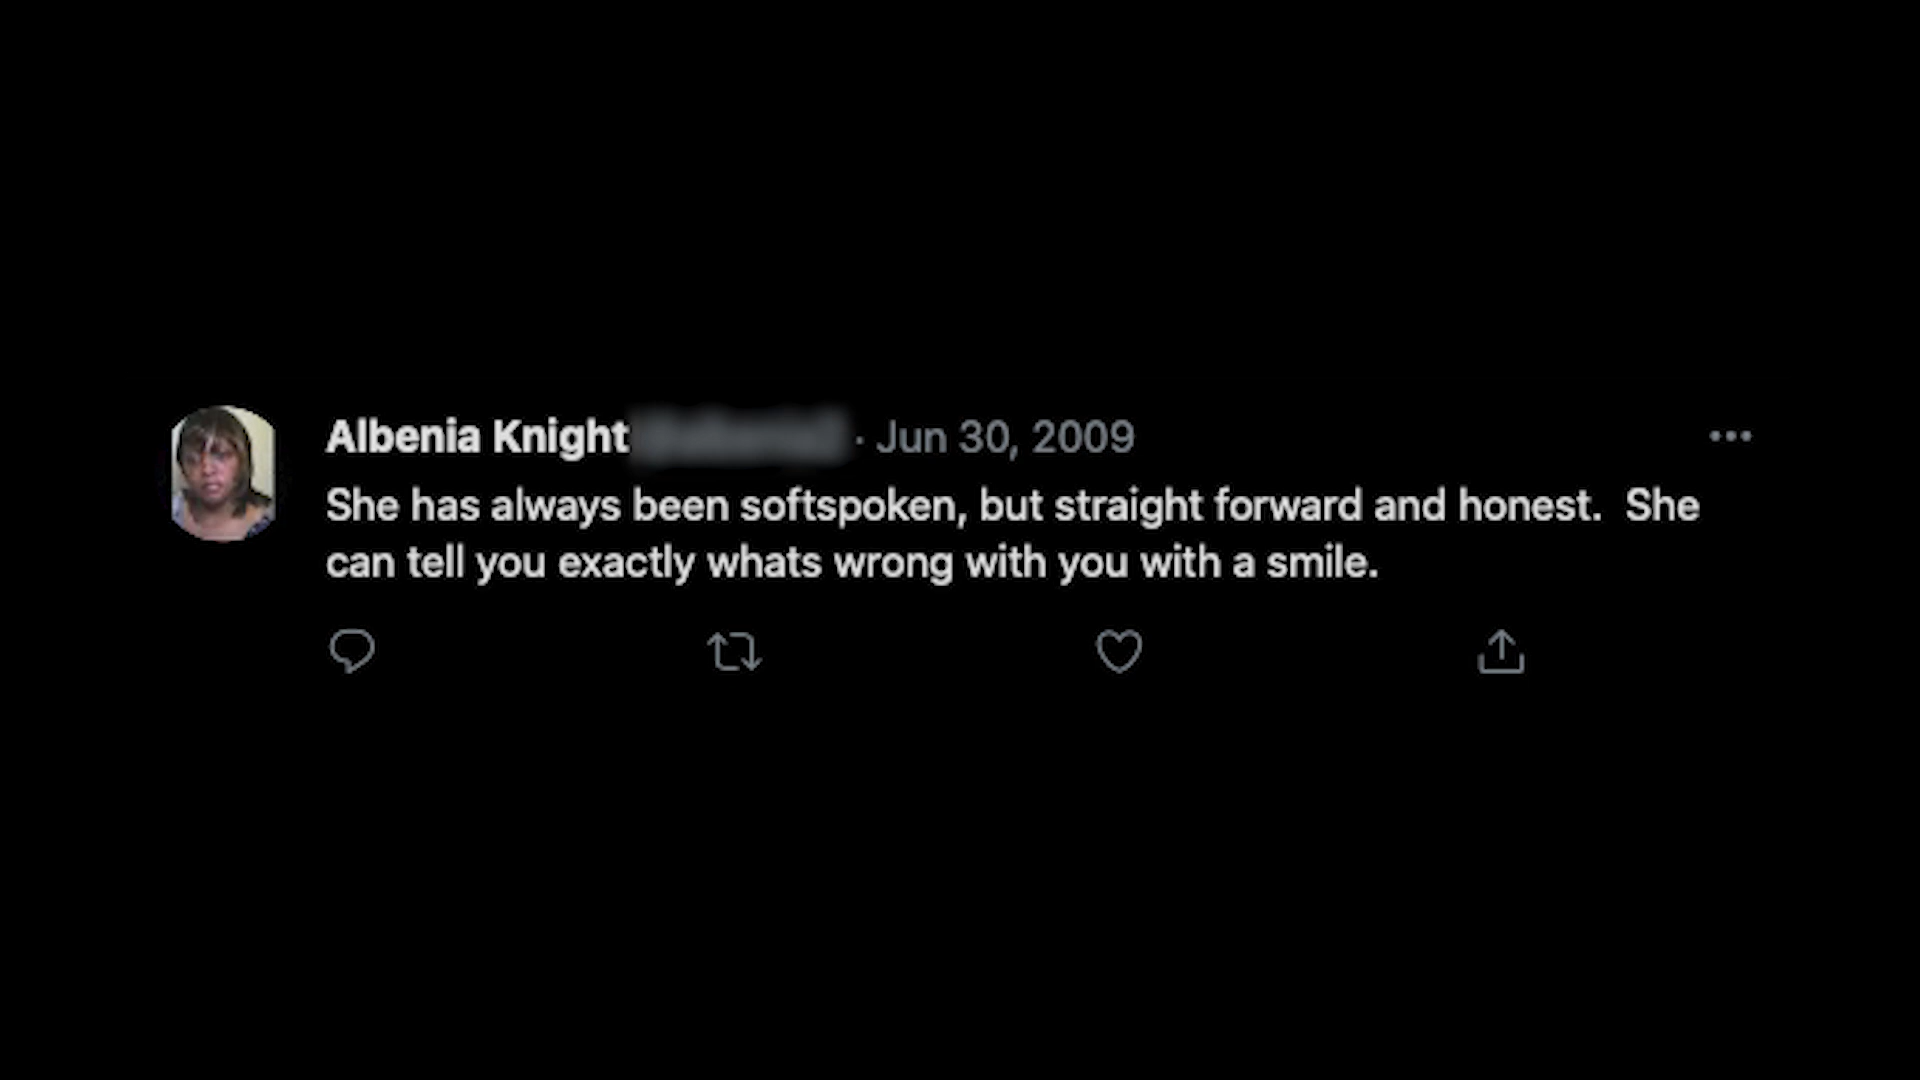 Albenia Knight · Jun 30, 2009
She has always been softspoken, but straight forward and honest.  She
can tell you exactly whats wrong with you with a smile.